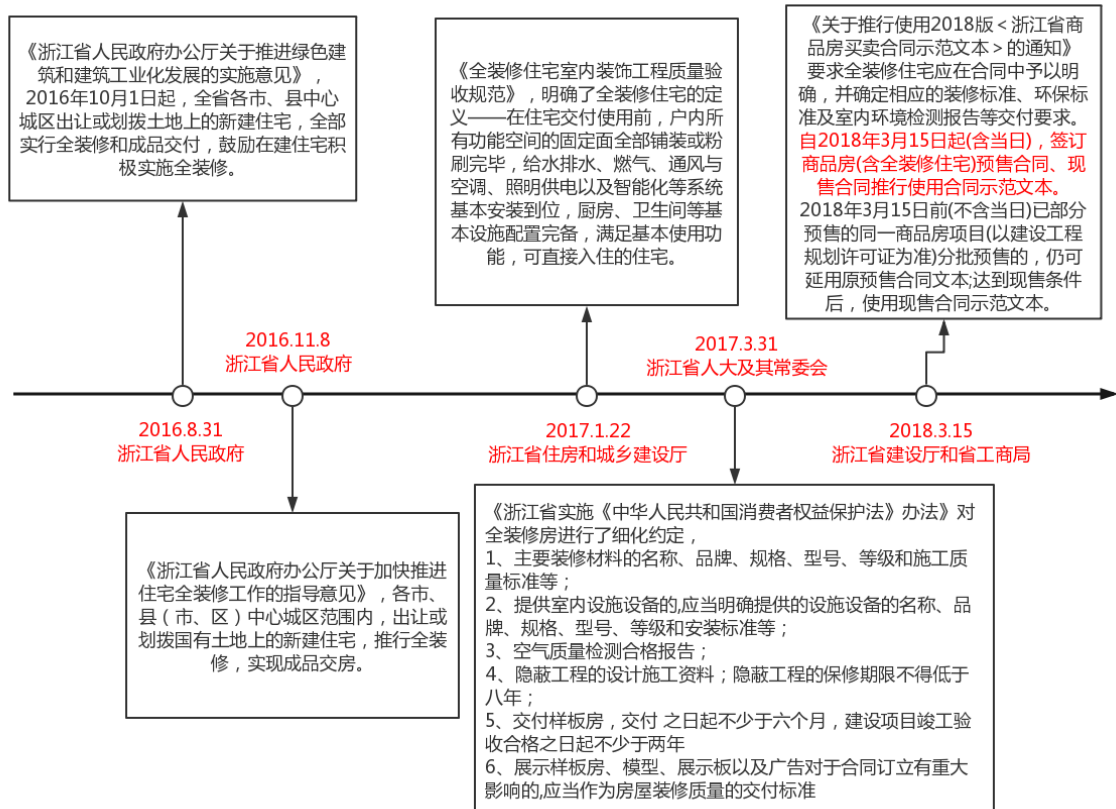 《浙江省人民政府办公厅关于推进绿色建
筑和建筑工业化发展的实施意见》，
2016年10月1日起，全省各市、县中心
城区出让或划拨土地上的新建住宅，全部
实行全装修和成品交付，鼓励在建住宅积
极实施全装修。
《全装修住宅室内装饰工程质量验
收规范》，明确了全装修住宅的定
义——在住宅交付使用前，户内所
有功能空间的固定面全部铺装或粉
刷完毕，给水排水、燃气、通风与
空调、照明供电以及智能化等系统
基本安装到位，厨房、卫生间等基
本设施配置完备，满足基本使用功
能，可直接入住的住宅。
《关于推行使用2018版＜浙江省商
品房买卖合同示范文本＞的通知》
要求全装修住宅应在合同中予以明
确，并确定相应的装修标准、环保标
准及室内环境检测报告等交付要求。
自2018年3月15日起(含当日)，签订
商品房(含全装修住宅)预售合同、现
售合同推行使用合同示范文本。
2018年3月15日前(不含当日)已部分
预售的同一商品房项目(以建设工程
规划许可证为准)分批预售的，仍可
延用原预售合同文本;达到现售条件
后，使用现售合同示范文本。
2016.11.8
浙江省人民政府
2017.3.31
浙江省人大及其常委会
2016.8.31
浙江省人民政府
2017.1.22
浙江省住房和城乡建设厅
2018.3.15
浙江省建设厅和省工商局
《浙江省人民政府办公厅关于加快推进
住宅全装修工作的指导意见》，各市、
县（市、区）中心城区范围内，出让或
划拨国有土地上的新建住宅，推行全装
修，实现成品交房。
《浙江省实施《中华人民共和国消费者权益保护法》办法》对
全装修房进行了细化约定，
1、主要装修材料的名称、品牌、规格、型号、等级和施工质
量标准等；
2、提供室内设施设备的,应当明确提供的设施设备的名称、品
牌、规格、型号、等级和安装标准等；
3、空气质量检测合格报告；
4、隐蔽工程的设计施工资料；隐蔽工程的保修期限不得低于
八年；
5、交付样板房，交付 之日起不少于六个月，建设项目竣工验
收合格之日起不少于两年
6、展示样板房、模型、展示板以及广告对于合同订立有重大
影响的,应当作为房屋装修质量的交付标准